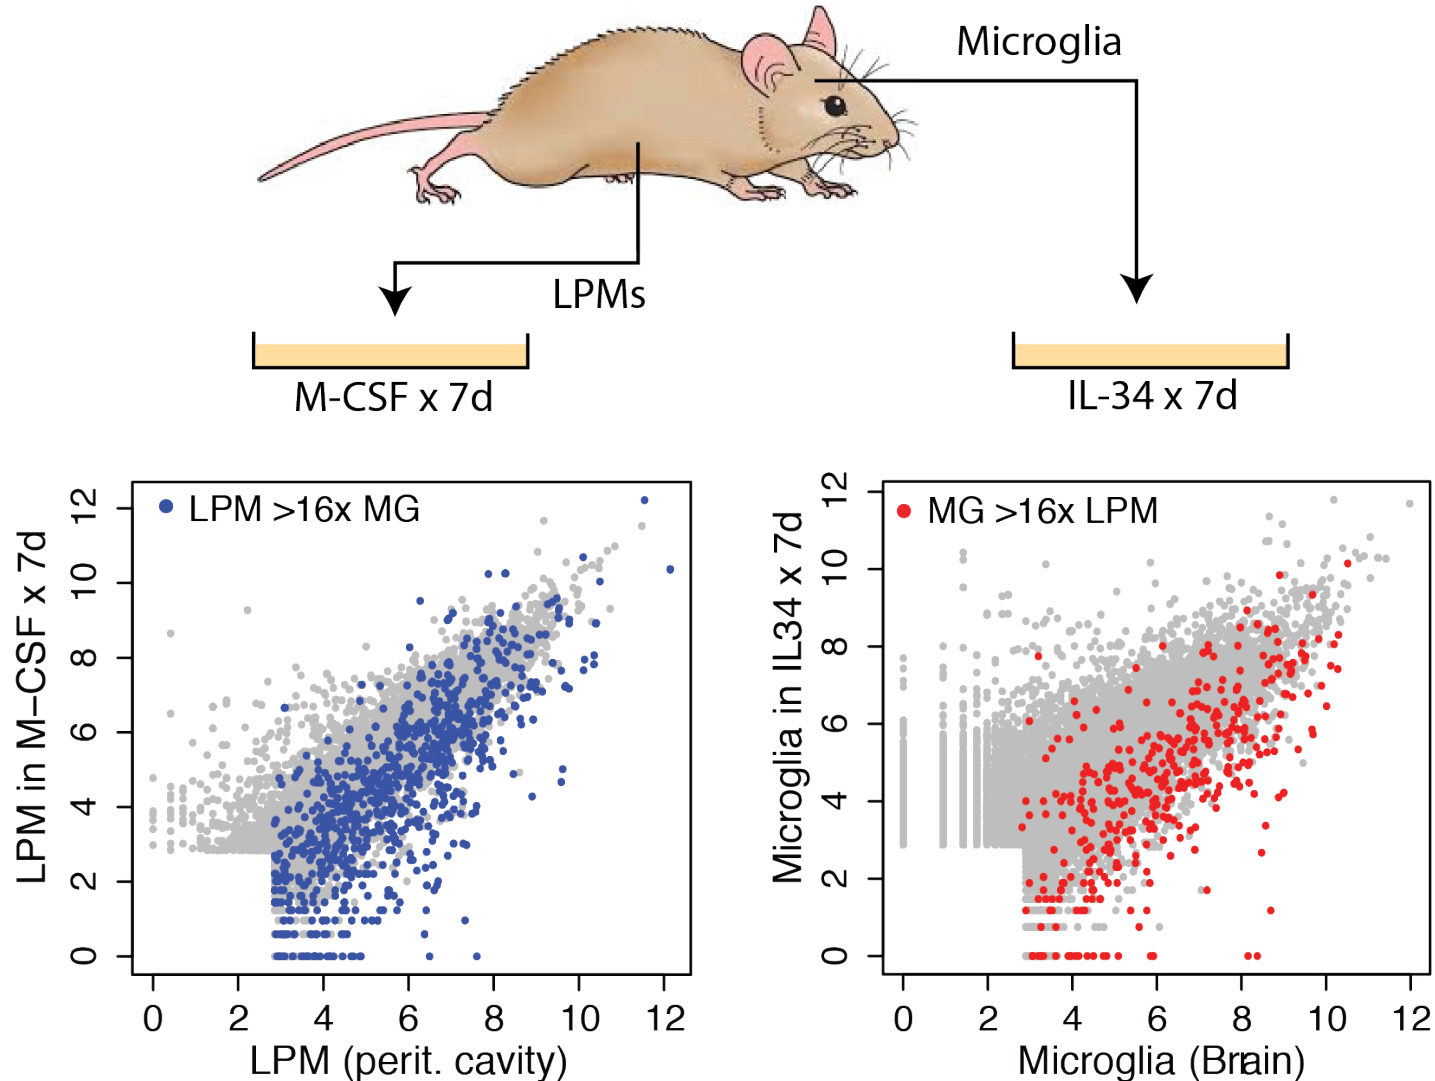 Microglia
LPMs
M-CSF x 7d
IL-34 x 7d
LPM in M-CSF x 7d
12
10
8
6
4
2
0
LPM >16x MG
0 2 4 6 8 10 12
LPM (perit. cavity)
Microglia in IL34 x 7d
12
10
8
6
4
2
0
MG >16x LPM
0 2 4 6 8 10 12
Microglia (Brain)